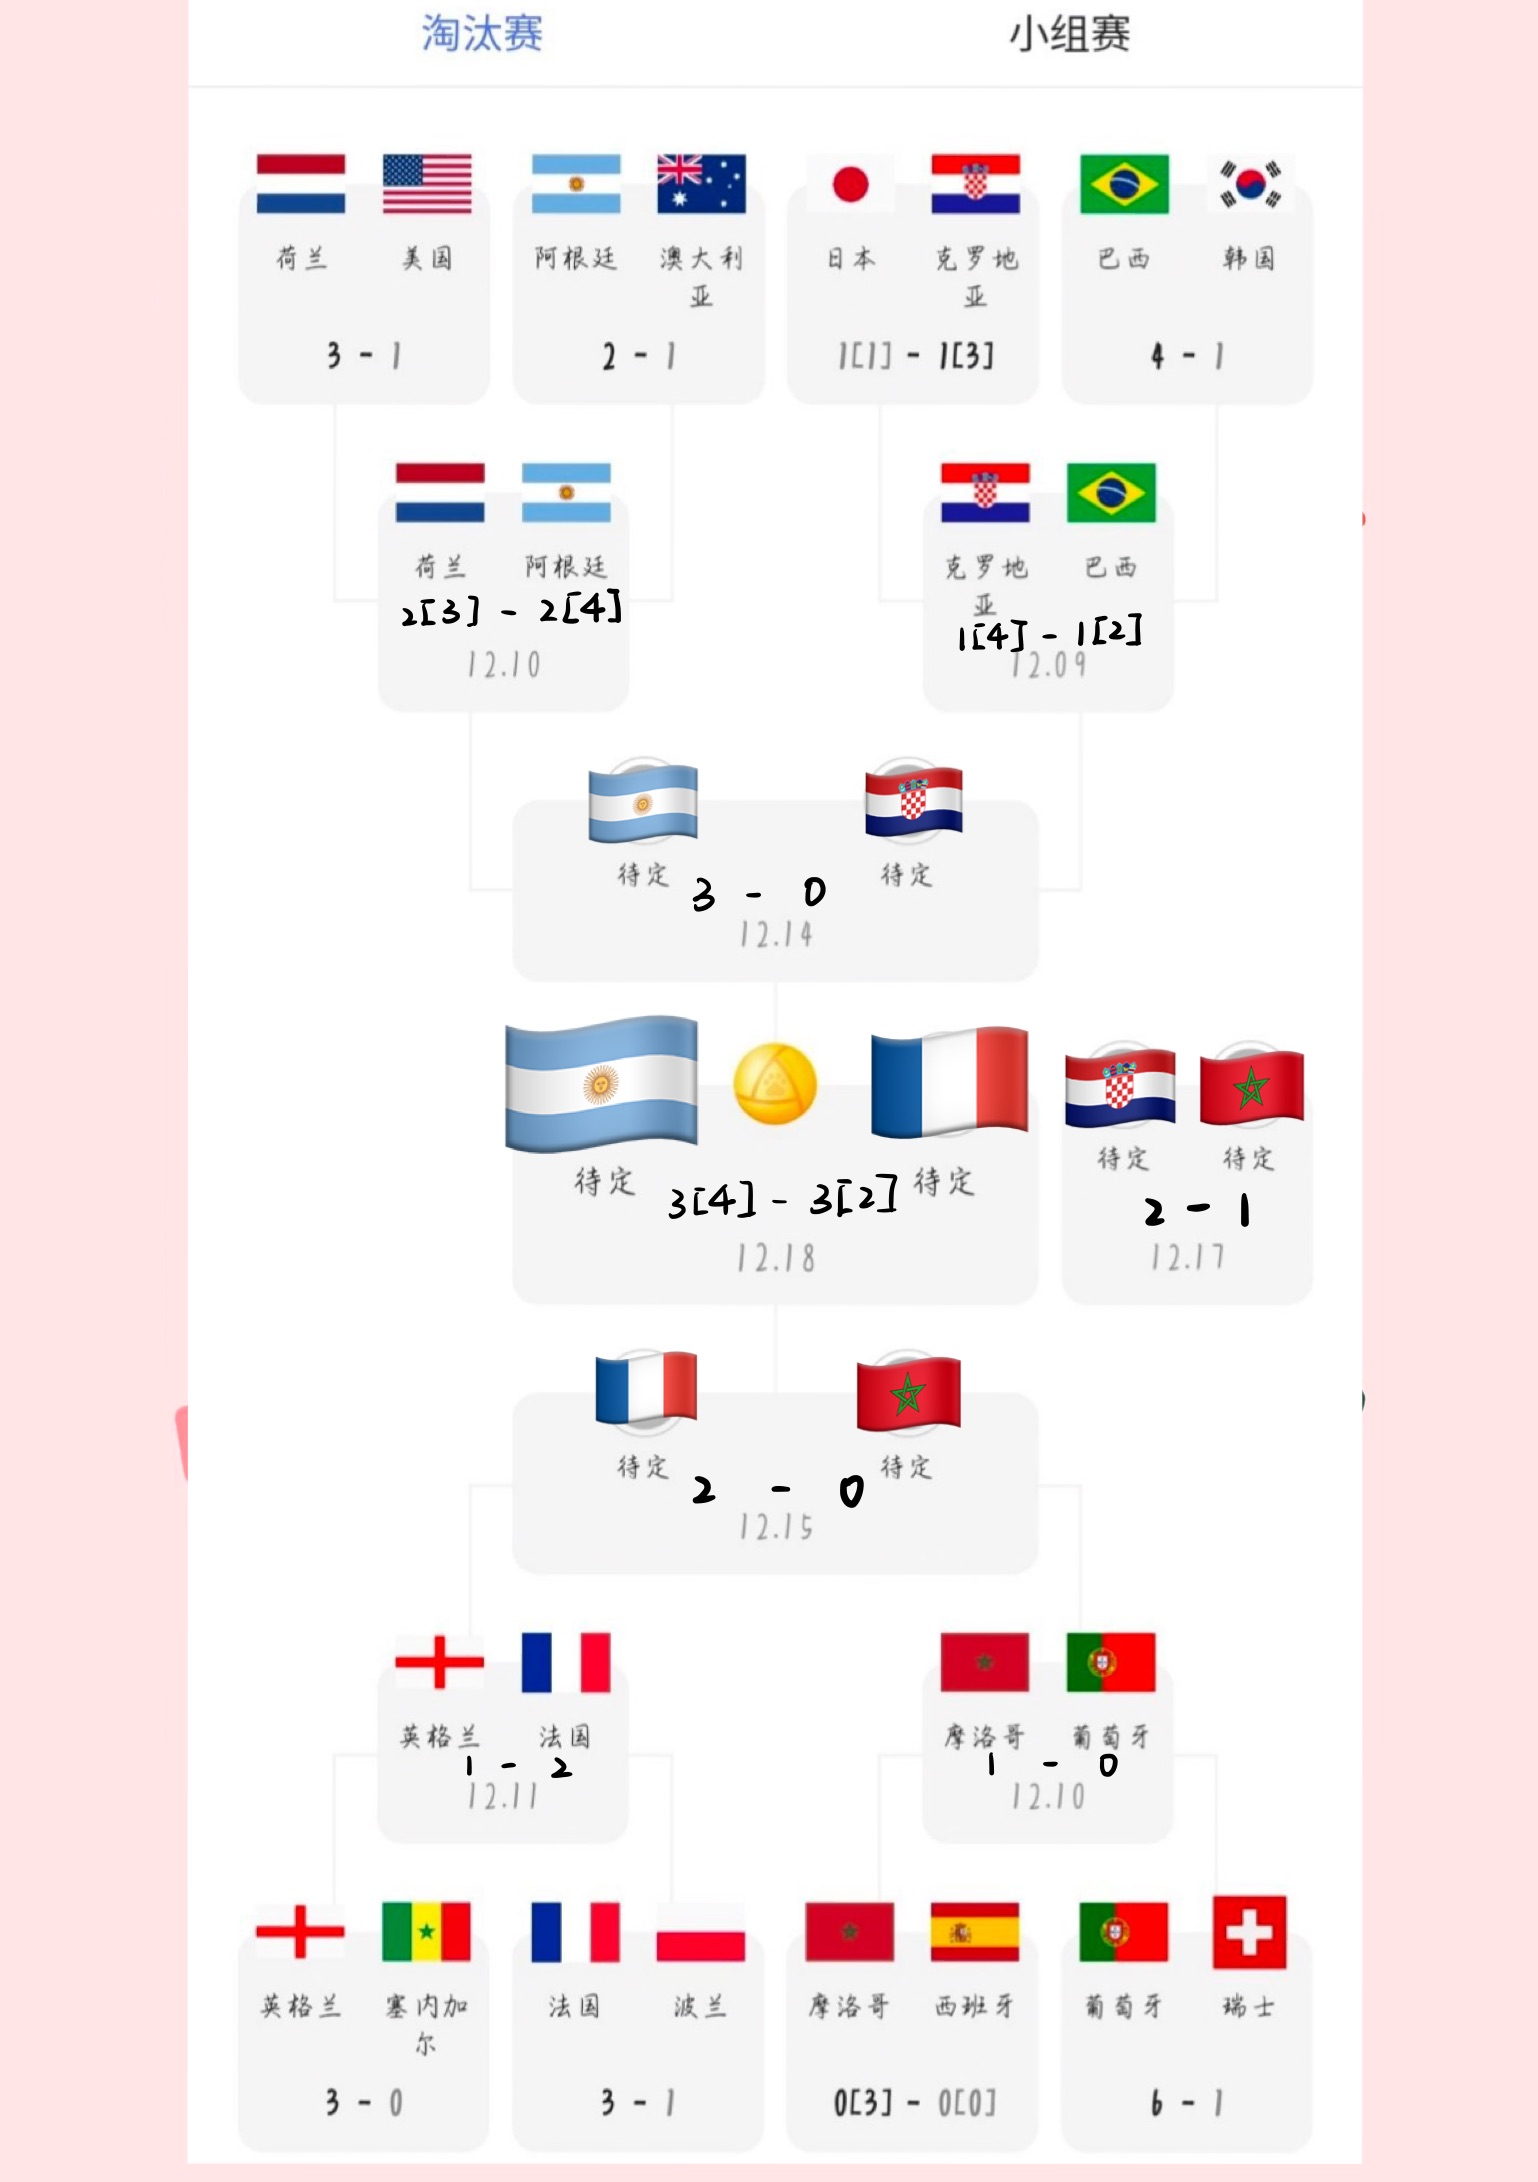 淘汰赛 小组赛
荷兰 美国 阿根廷 澳大利亚 日本 克罗地亚 巴西 韩国
3 - 1 2 - 1 1[1] - 1[3] 4 - 1
荷兰 阿根廷 克罗地亚 巴西
2[3] - 2[4] 1[4] - 1[2]
12.10 12.09
待定 待定
3 - 0
12.14
待定 待定 待定 待定
3[4] - 3[2] 2 - 1
12.18 12.17
待定 待定
2 - 0
12.15
英格兰 法国 摩洛哥 葡萄牙
1 - 2 1 - 0
12.11 12.10
英格兰 塞内加尔 法国 波兰 摩洛哥 西班牙 葡萄牙 瑞士
3 - 0 3 - 1 0[3] - 0[0] 6 - 1